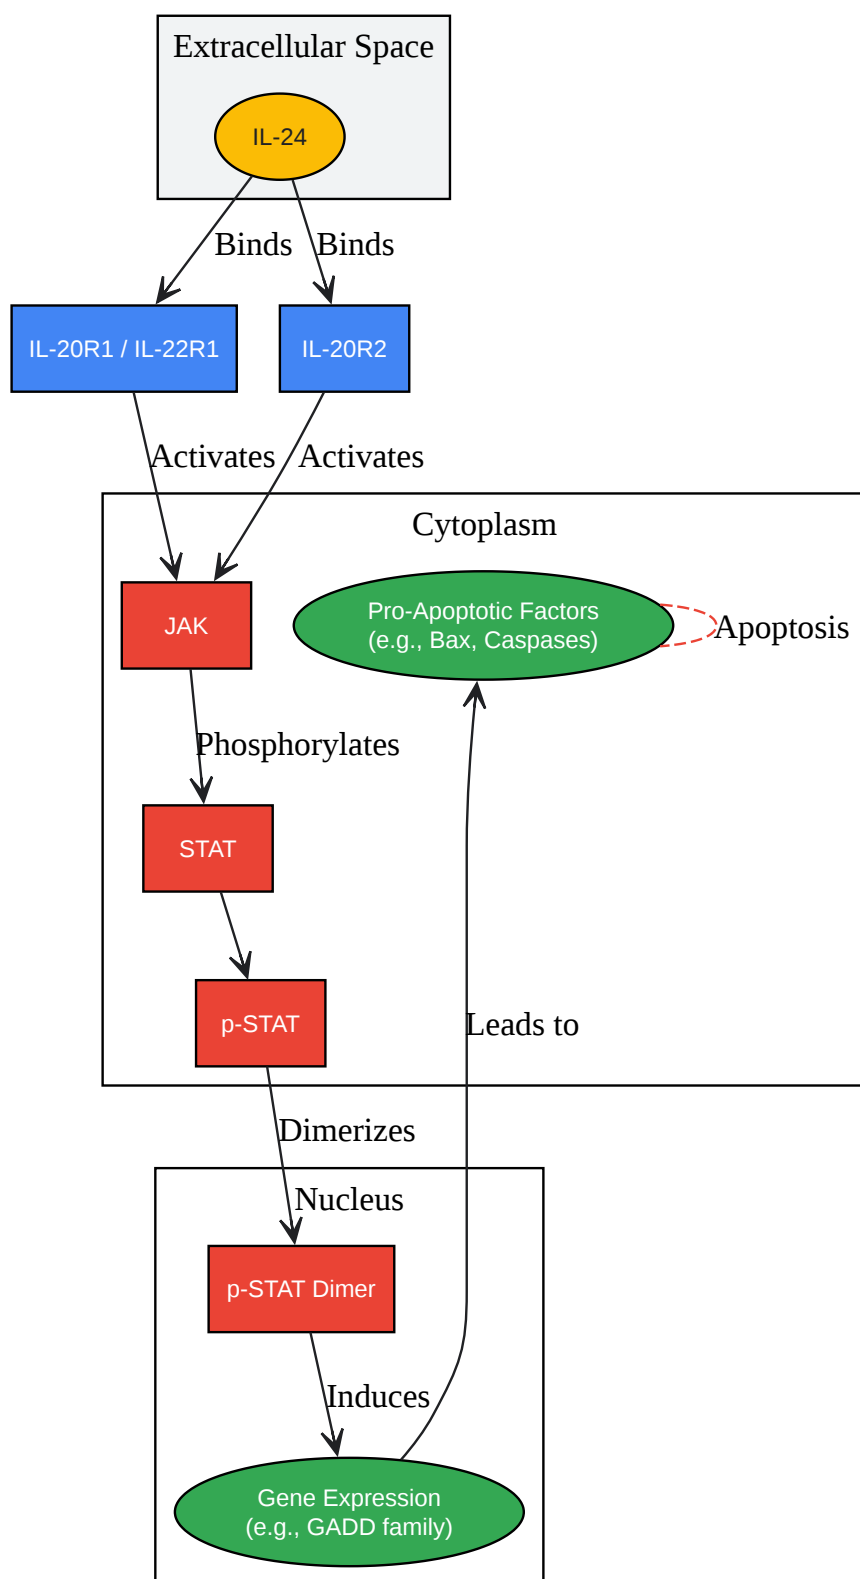 Extracellular Space
IL-24
Binds
Binds
IL-20R1 / IL-22R1
IL-20R2
Activates
Activates
Cytoplasm
JAK
Pro-Apoptotic Factors
(e.g., Bax, Caspases)
Apoptosis
Phosphorylates
STAT
p-STAT
Leads to
Dimerizes
Nucleus
p-STAT Dimer
Induces
Gene Expression
(e.g., GADD family)